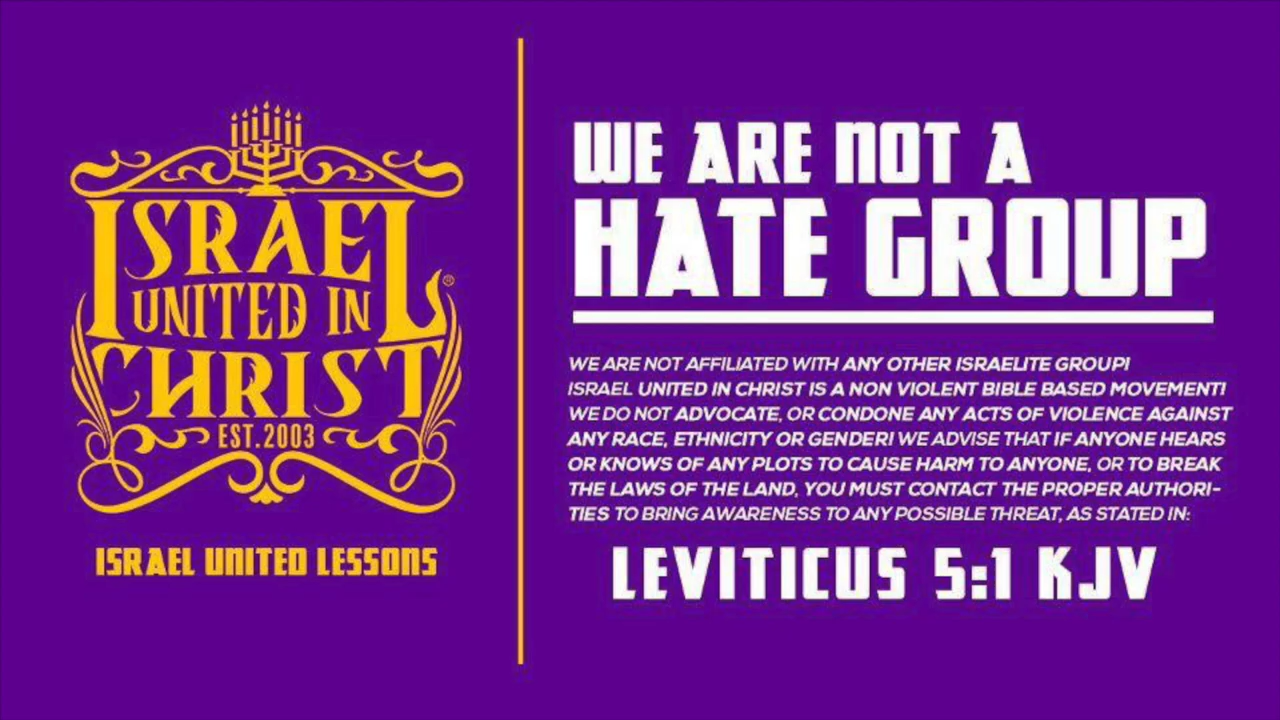 ISRAEL
UNITED IN
CHRIST
EST. 2003
ISRAEL UNITED LESSONS
WE ARE NOT A
HATE GROUP
WE ARE NOT AFFILIATED WITH ANY OTHER ISRAELITE GROUP!
ISRAEL UNITED IN CHRIST IS A NON VIOLENT BIBLE BASED MOVEMENT!
WE DO NOT ADVOCATE, OR CONDONE ANY ACTS OF VIOLENCE AGAINST
ANY RACE, ETHNICITY OR GENDER! WE ADVISE THAT IF ANYONE HEARS
OR KNOWS OF ANY PLOTS TO CAUSE HARM TO ANYONE, OR TO BREAK
THE LAWS OF THE LAND, YOU MUST CONTACT THE PROPER AUTHORI-
TIES TO BRING AWARENESS TO ANY POSSIBLE THREAT, AS STATED IN:
LEVITICUS 5:1 KJV